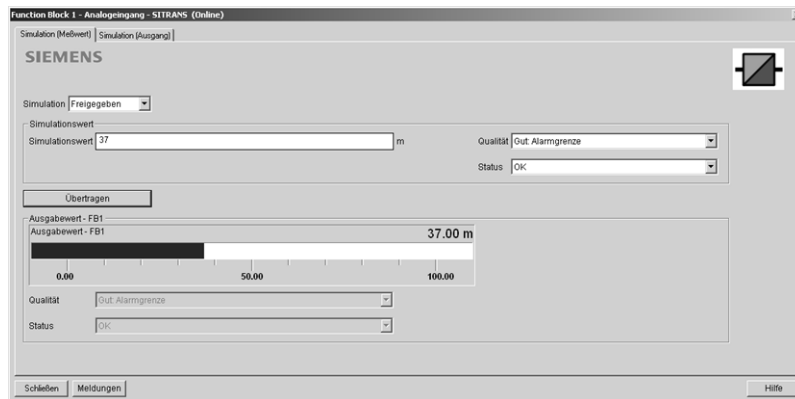 Function Block 1 - Analogeingang - SITRANS (Online)
Simulation (Meßwert) Simulation (Ausgang)
SIEMENS
Simulation Freigegeben
Simulationswert
Simulationswert 37 m Qualität Gut: Alarmgrenze
Status OK
Übertragen
Ausgabewert - FB1
Ausgabewert - FB1 37.00 m
0.00 50.00 100.00
Qualität Gut: Alarmgrenze
Status OK
Schließen Meldungen Hilfe